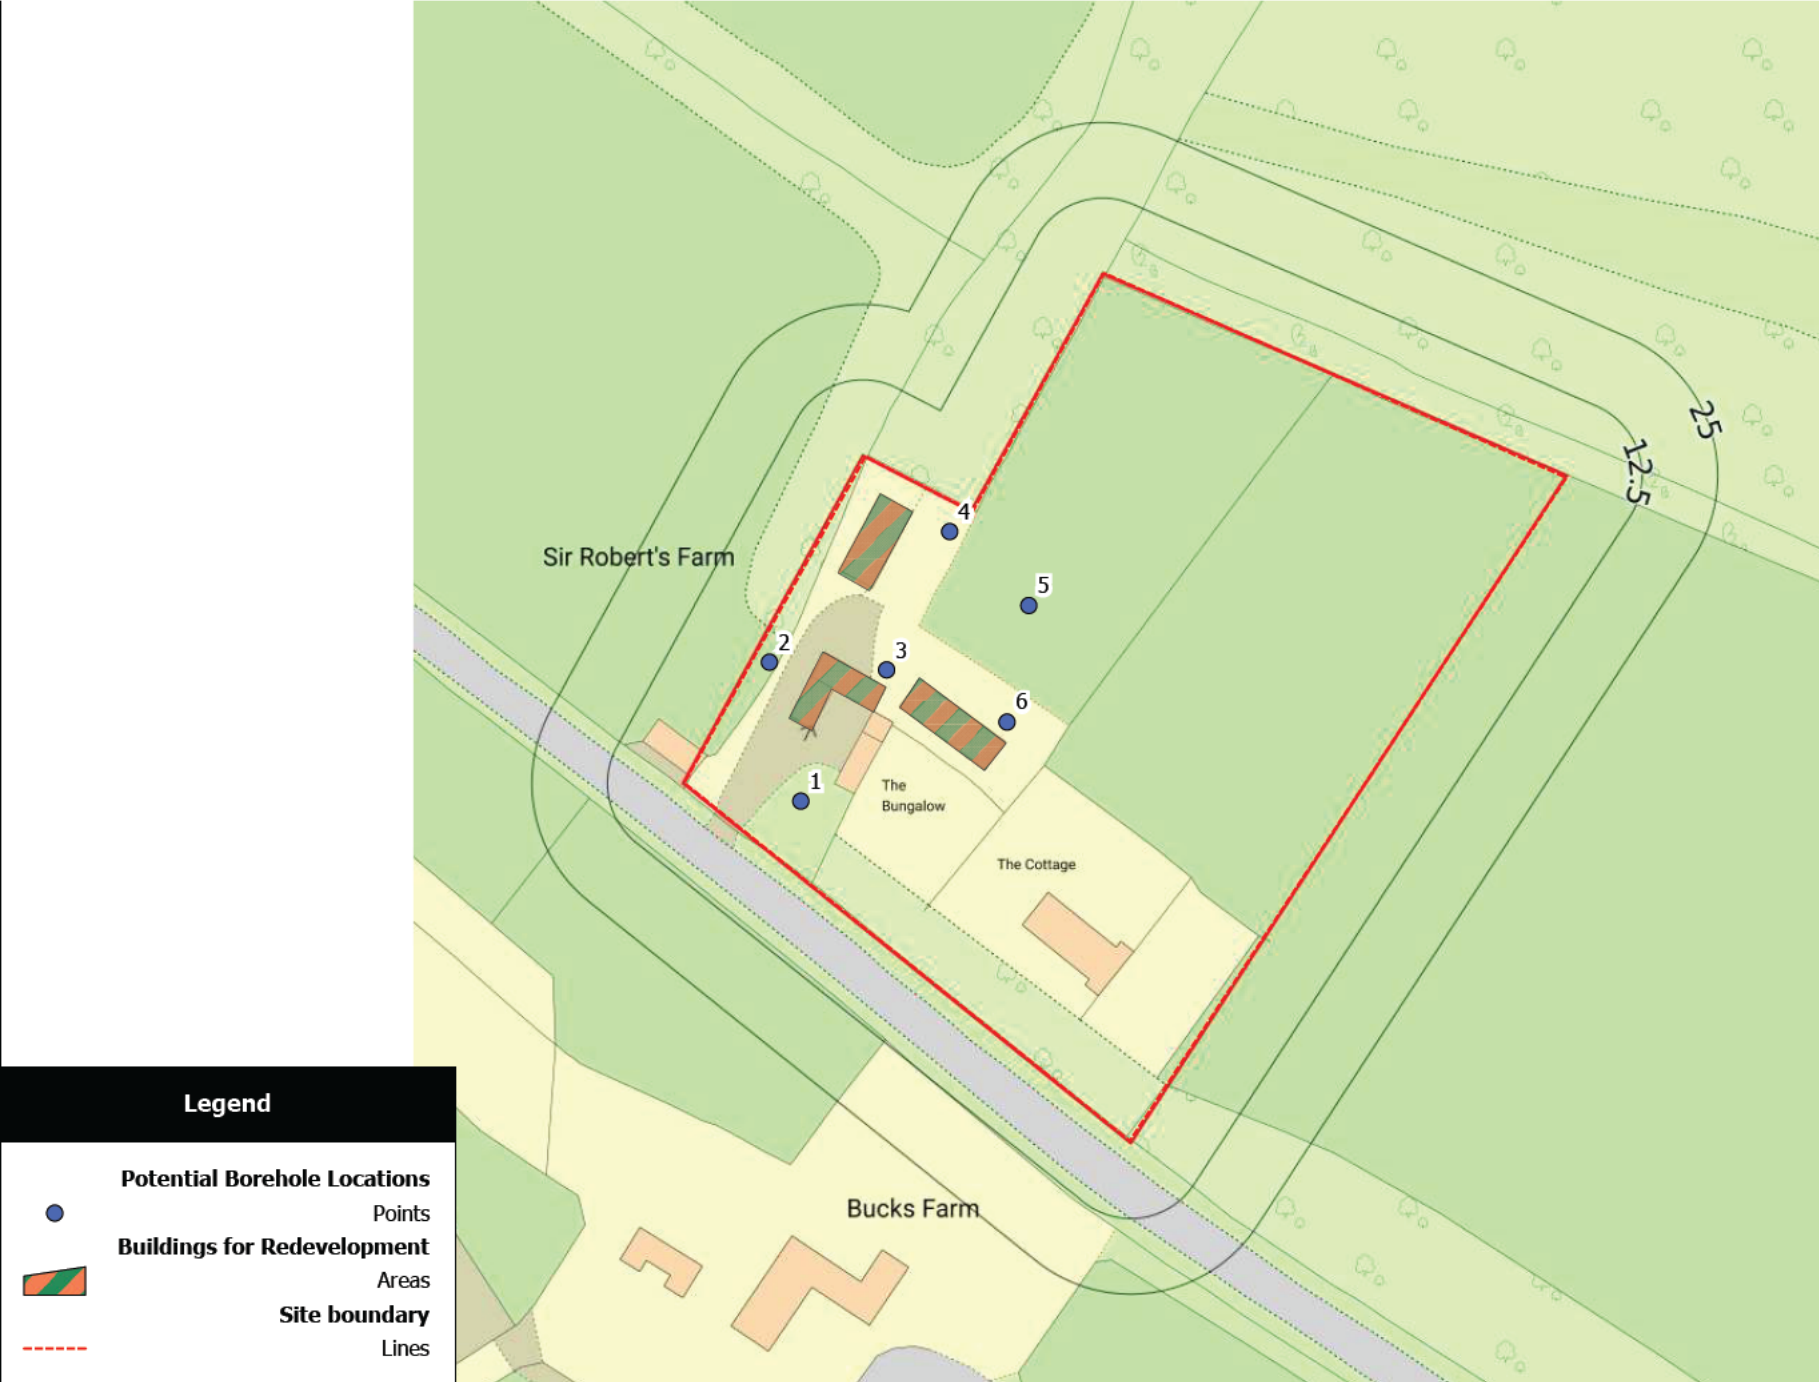 25
12.5
4
Sir Robert's Farm
5
2
3
6
1
The
Bungalow
The Cottage
Bucks Farm
Legend
Potential Borehole Locations
Points
Buildings for Redevelopment
Areas
Site boundary
Lines